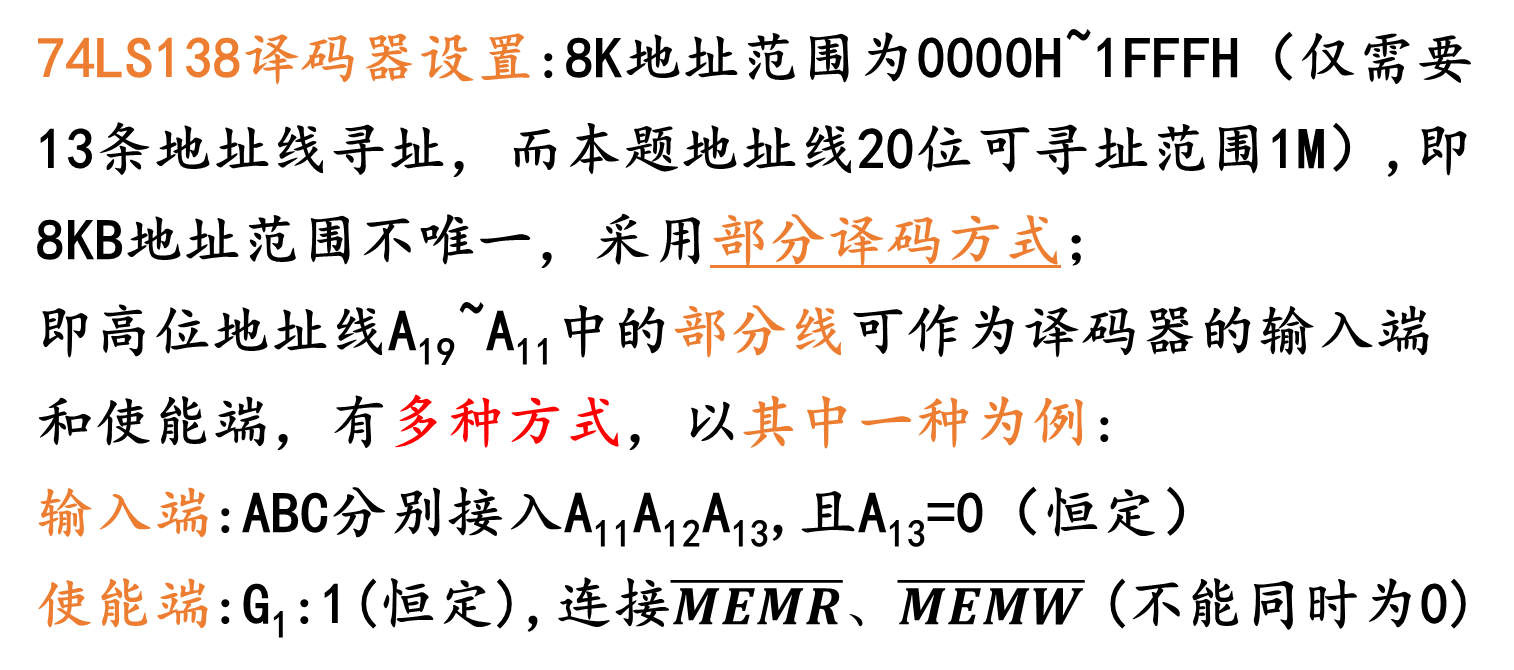 74LS138译码器设置:8K地址范围为0000H~1FFFH（仅需要
13条地址线寻址，而本题地址线20位可寻址范围1M）,即
8KB地址范围不唯一，采用部分译码方式；
即高位地址线A₁₉~A₁₁中的部分线可作为译码器的输入端
和使能端，有多种方式，以其中一种为例：
输入端:ABC分别接入A₁₁A₁₂A₁₃,且A₁₃=0（恒定）
使能端:G₁:1(恒定),连接M̅E̅M̅R̅、M̅E̅M̅W̅(不能同时为0)